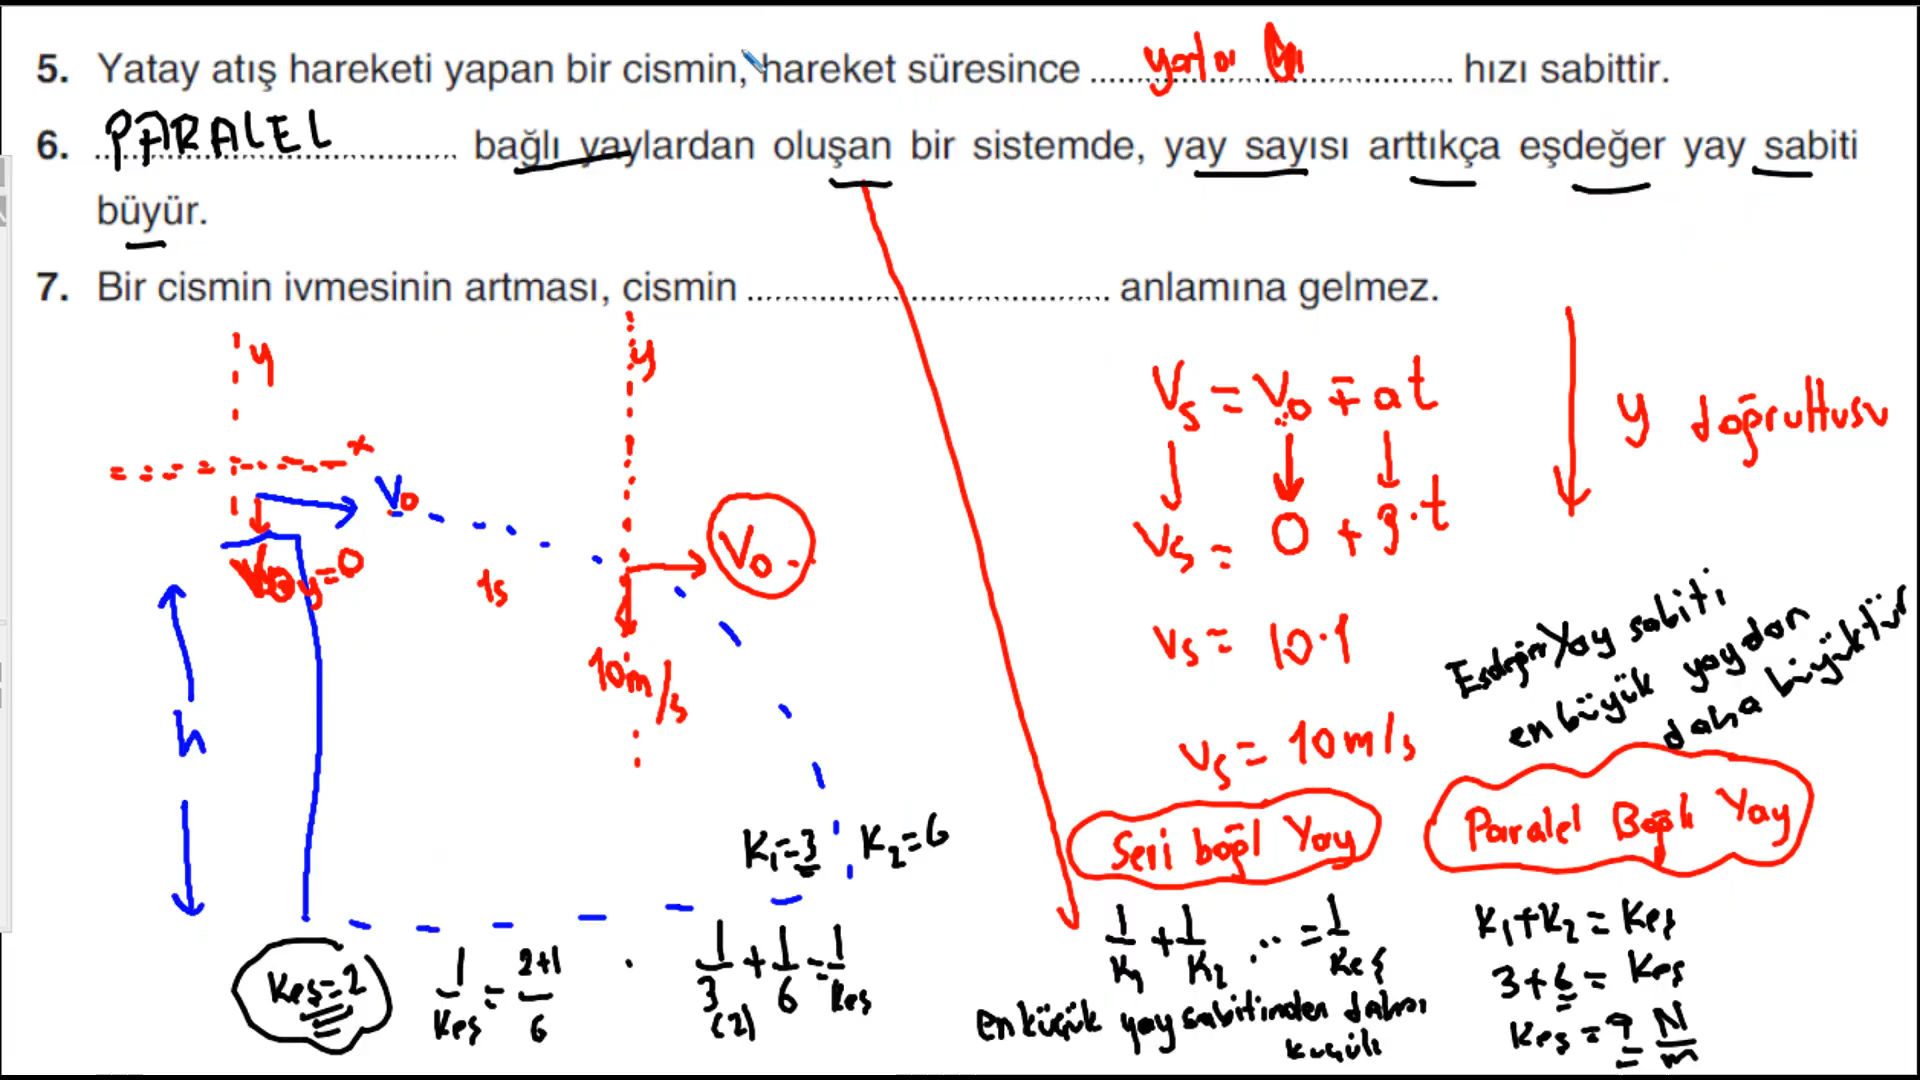 5. Yatay atış hareketi yapan bir cismin, hareket süresince ........yatay........ hızı sabittir.
6. PARALEL bağlı yaylardan oluşan bir sistemde, yay sayısı arttıkça eşdeğer yay sabiti
büyür.
7. Bir cismin ivmesinin artması, cismin .................................... anlamına gelmez.
y
y
x
V₀
V₀y=0
1s
V₀
10m/s
h
Vs = V₀ ∓ at
Vs = 0 + g.t
Vs = 10.1
Vs = 10m/s
y doğrultusu
Eşdeğer Yay sabiti
en büyük yaydan
daha büyüktür
K₁=3 K₂=6
Seri bağlı Yay
Paralel Bağlı Yay
1/K₁ + 1/K₂ ... = 1/Keş
en küçük yay sabitinden daha
küçük
K₁+K₂ = Keş
3+6 = Keş
Keş = 9 N/m
1/3 + 1/6 = 1/Keş
(2)
1/Keş = 2+1/6
Keş=2